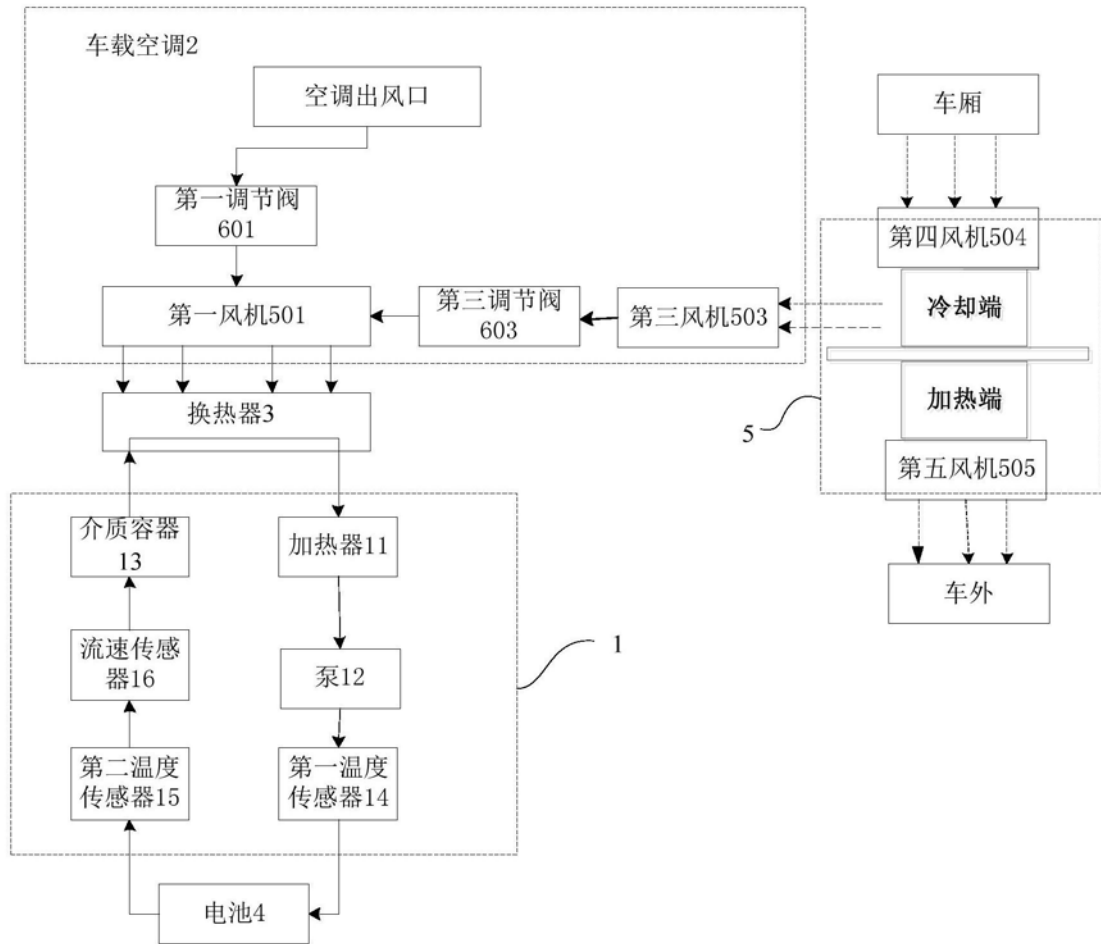 车载空调2
空调出风口
车厢
第一调节阀
601
第四风机504
第一风机501
第三调节阀
603
第三风机503
冷却端
换热器3
加热端
5
第五风机505
介质容器
13
加热器11
车外
流速传感
器16
泵12
1
第二温度
传感器15
第一温度
传感器14
电池4